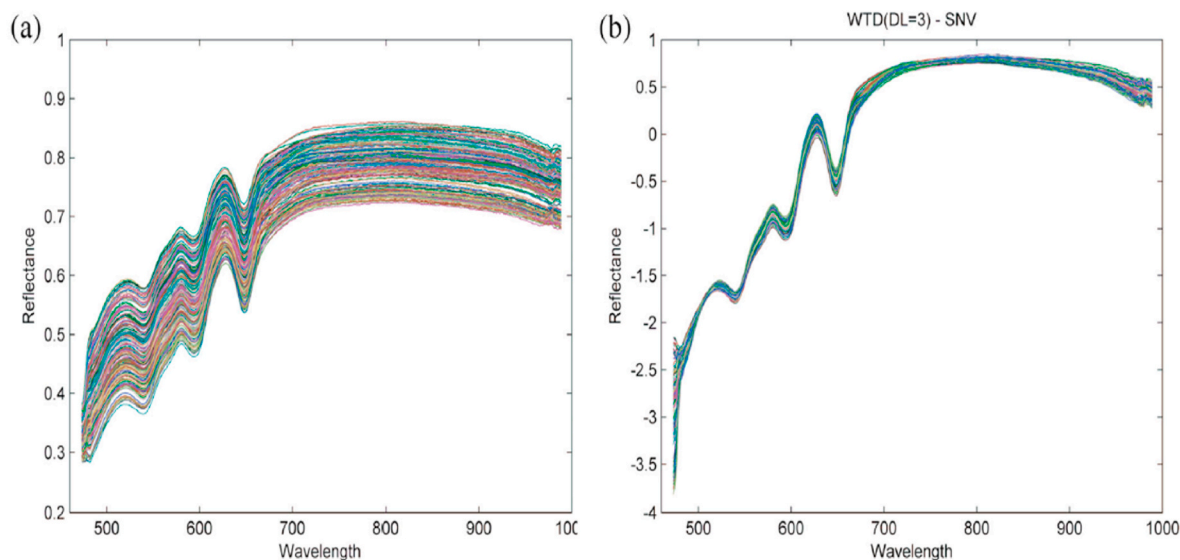 (a)
1
0.9
0.8
0.7
0.6
0.5
0.4
0.3
0.2
Reflectance
500 600 700 800 900 100
Wavelength
(b)
WTD(DL=3) - SNV
1
0.5
0
-0.5
-1
-1.5
-2
-2.5
-3
-3.5
-4
Reflectance
500 600 700 800 900 1000
Wavelength